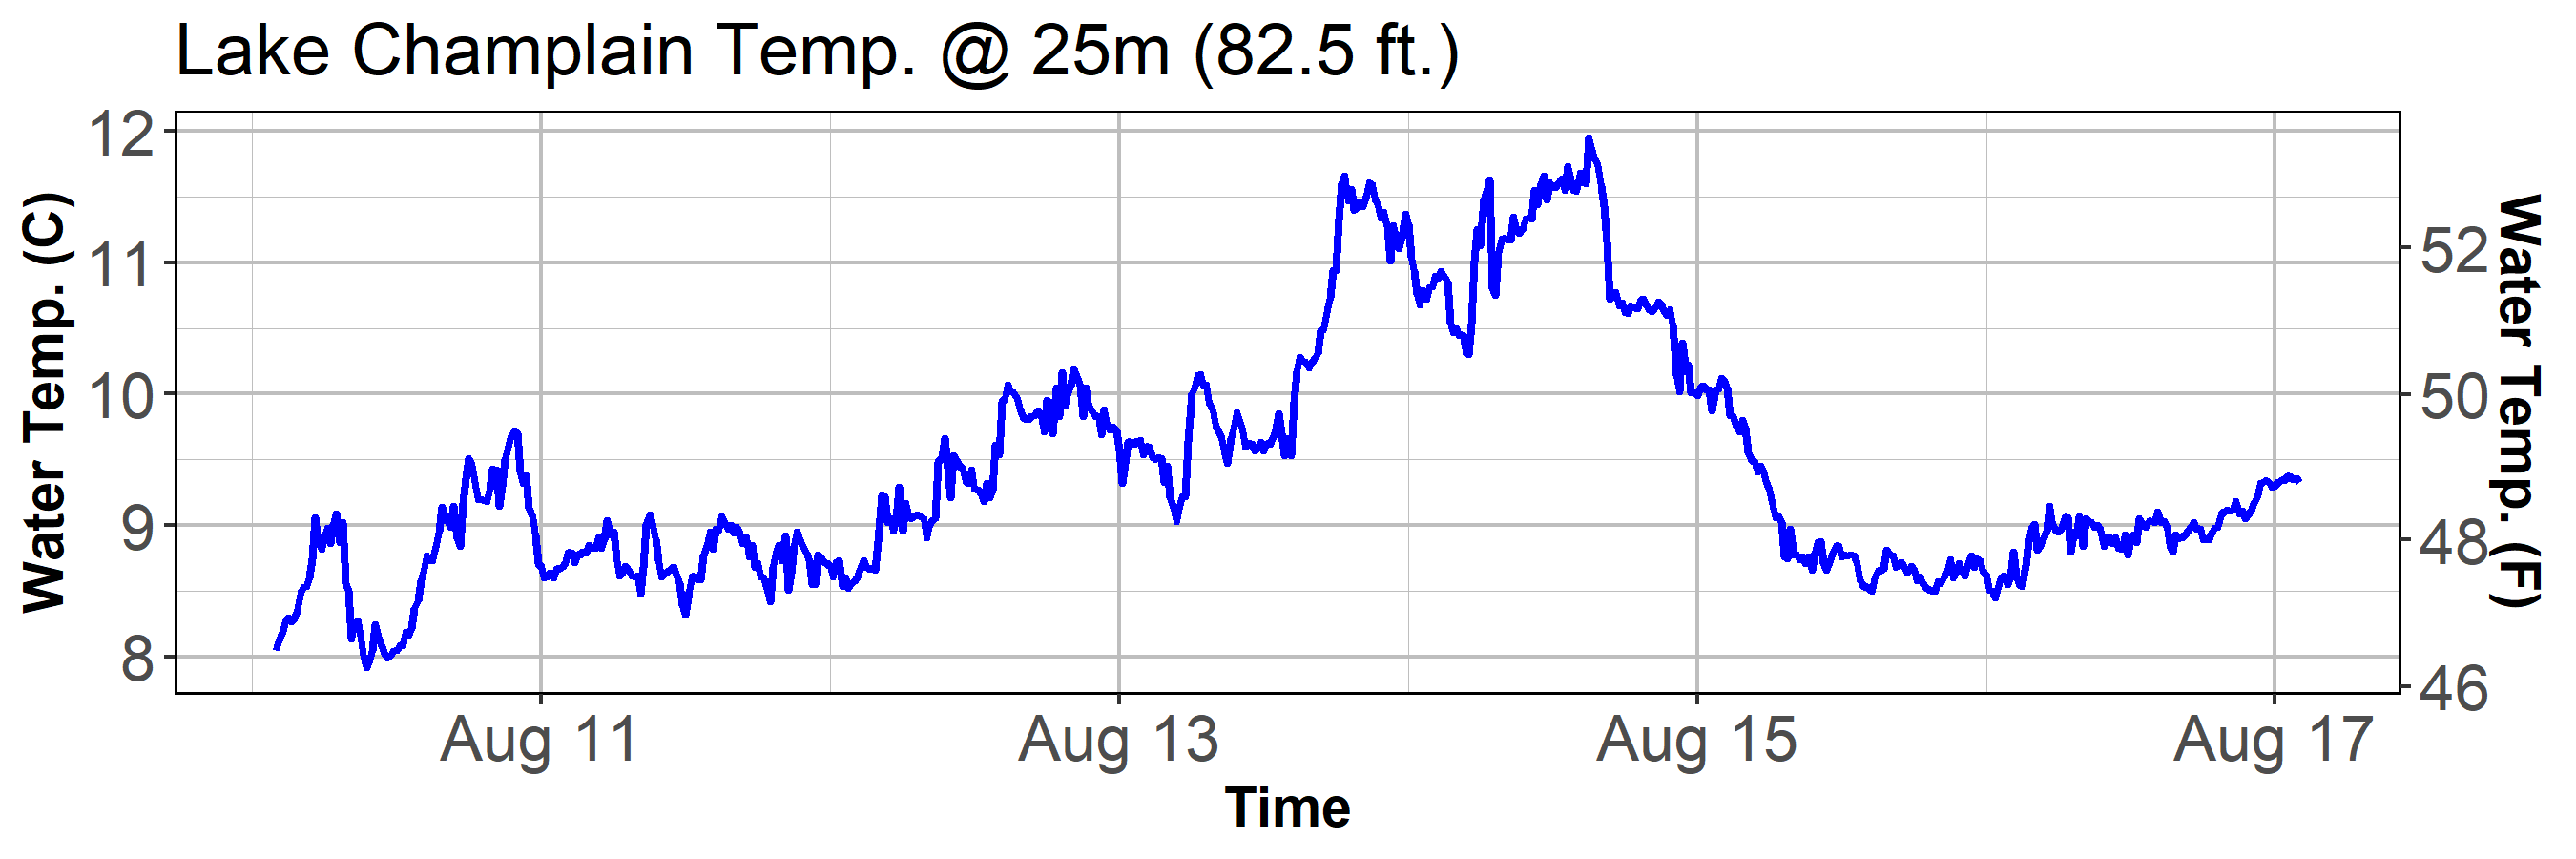 Lake Champlain Temp. @ 25m (82.5 ft.)
Water Temp. (C)
12
11
10
9
8
52
50
48
46
Water Temp. (F)
Aug 11
Aug 13
Aug 15
Aug 17
Time